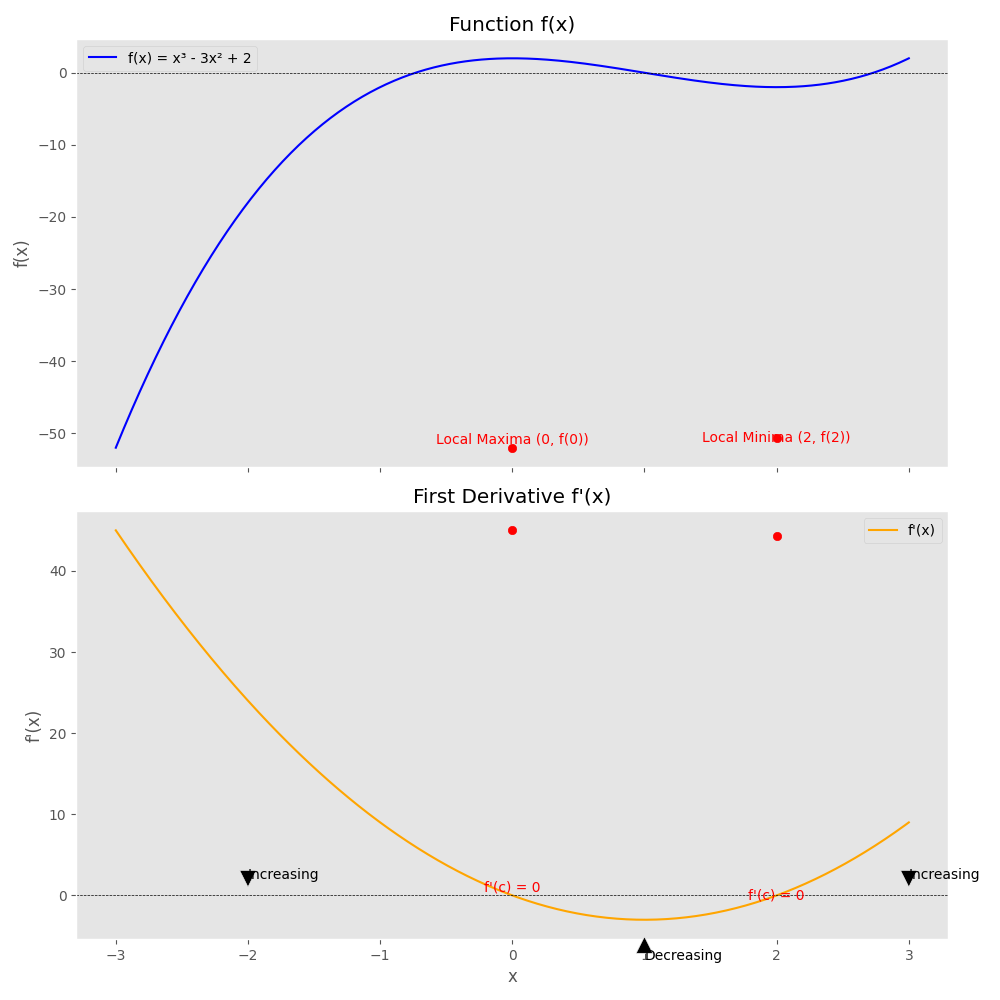 Function f(x)
f(x) = x³ - 3x² + 2
0
−10
−20
−30
−40
−50
f(x)
Local Maxima (0, f(0))
Local Minima (2, f(2))
First Derivative f'(x)
f'(x)
40
30
20
10
0
f'(x)
Increasing
Increasing
f'(c) = 0
f'(c) = 0
−3
−2
−1
0
1
2
3
Decreasing
x